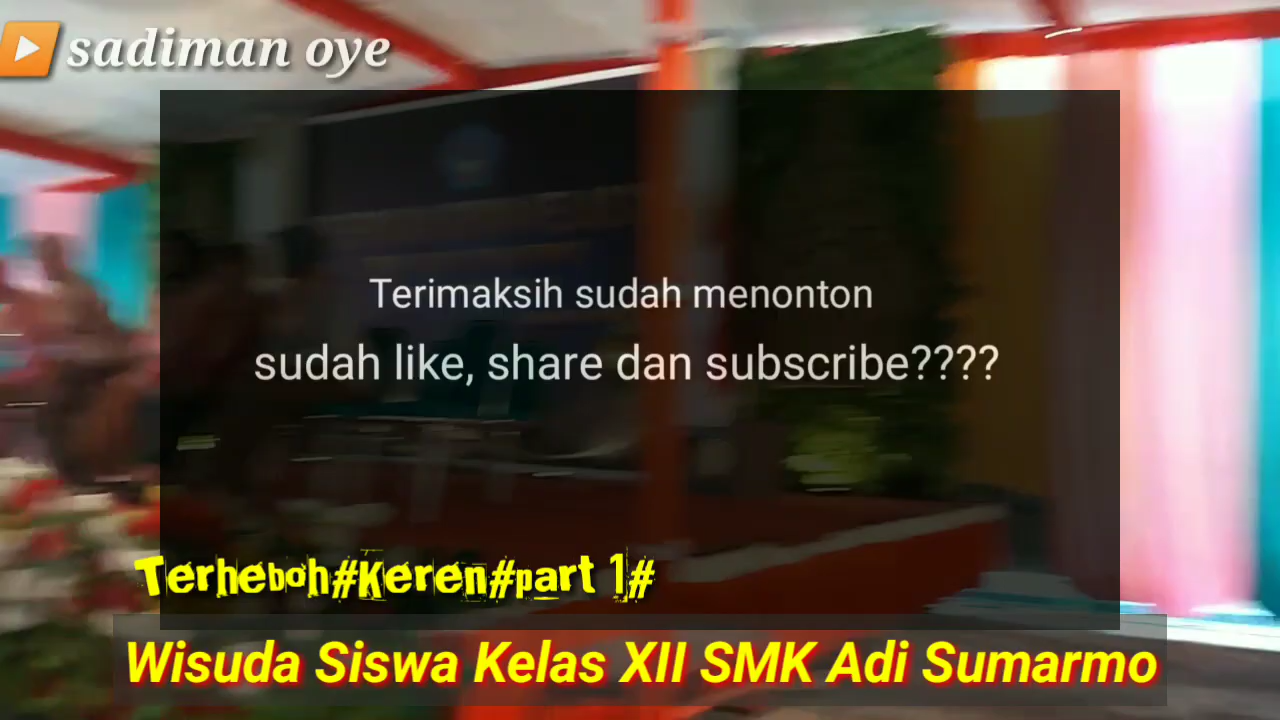 sadiman oye
Terimaksih sudah menonton
sudah like, share dan subscribe????
Terheboh#Keren#part 1#
Wisuda Siswa Kelas XII SMK Adi Sumarmo